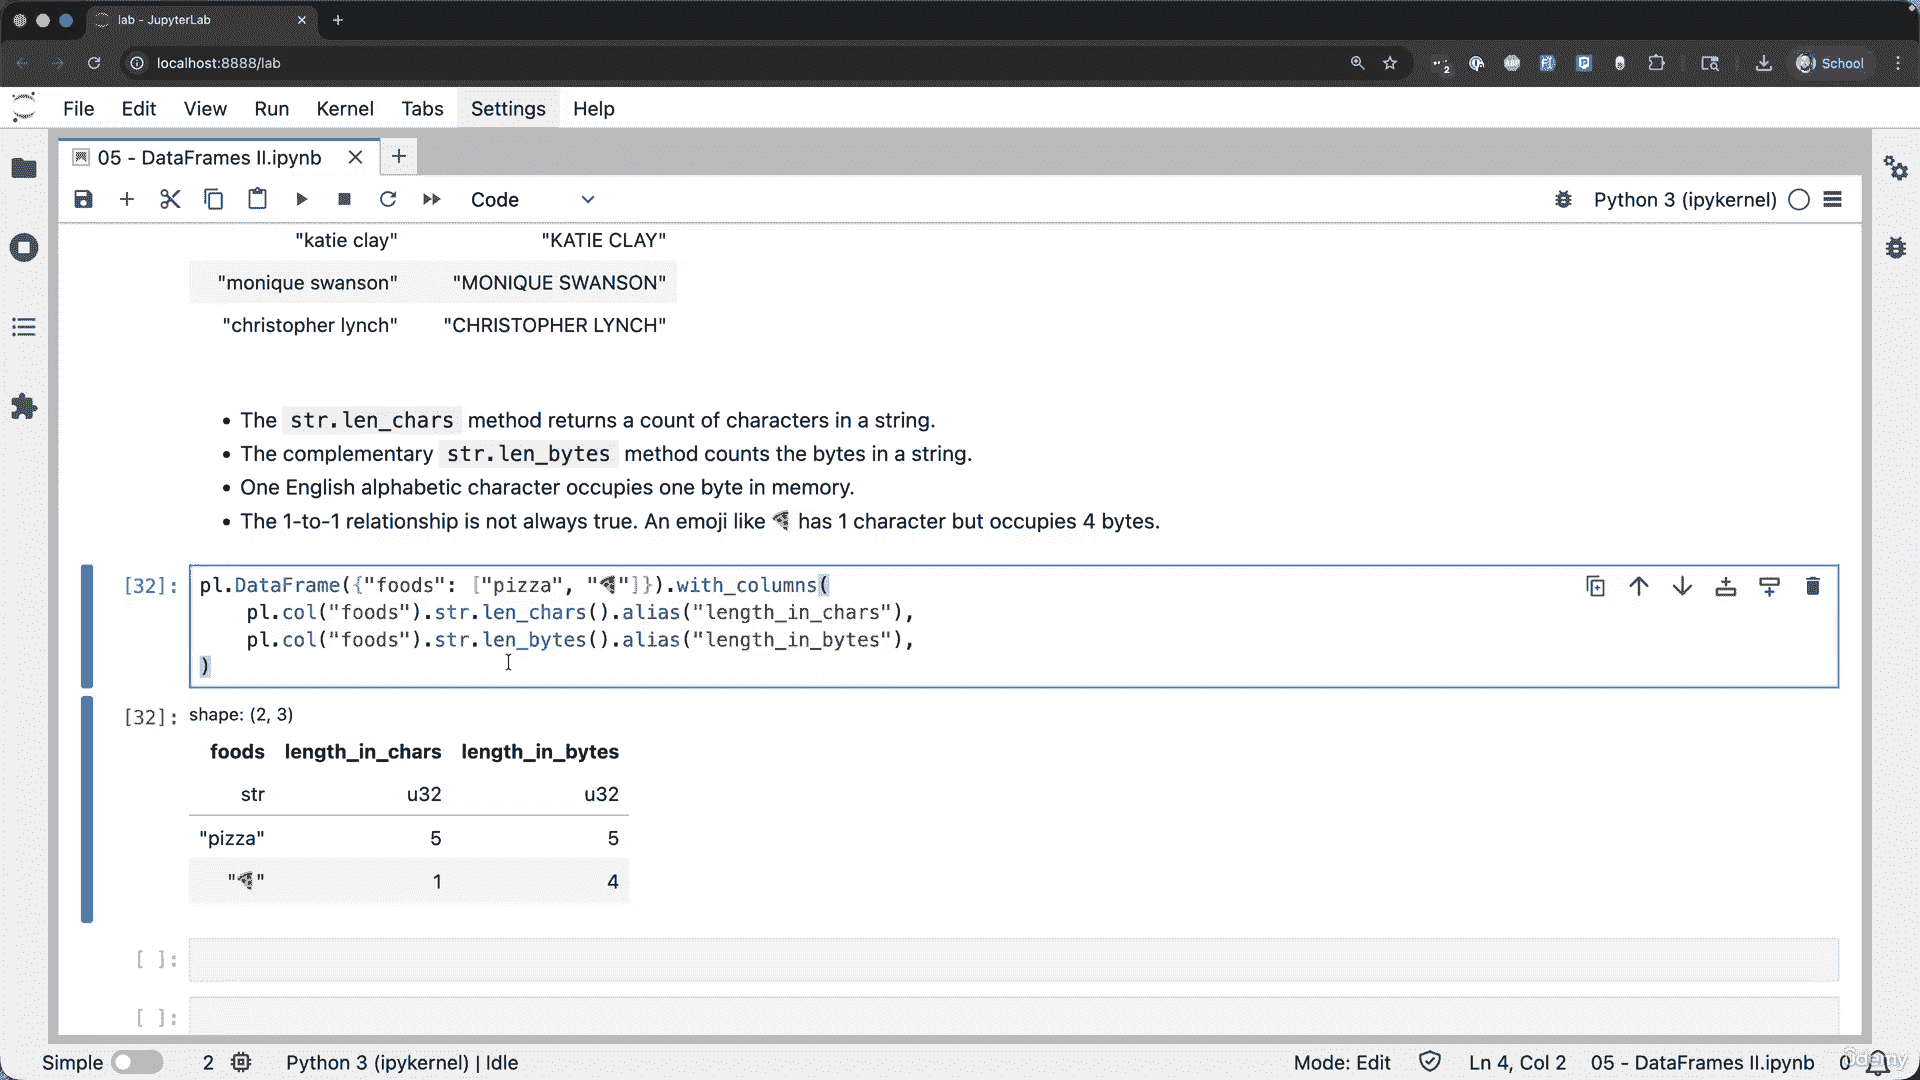 lab - JupyterLab
localhost:8888/lab
2
ABP
School
File Edit View Run Kernel Tabs Settings Help
05 - DataFrames II.ipynb
Code
Python 3 (ipykernel)
"katie clay" "KATIE CLAY"
"monique swanson" "MONIQUE SWANSON"
"christopher lynch" "CHRISTOPHER LYNCH"
• The str.len_chars method returns a count of characters in a string.
• The complementary str.len_bytes method counts the bytes in a string.
• One English alphabetic character occupies one byte in memory.
• The 1-to-1 relationship is not always true. An emoji like 🍕 has 1 character but occupies 4 bytes.
[32]: pl.DataFrame({"foods": ["pizza", "🍕"]}).with_columns(
pl.col("foods").str.len_chars().alias("length_in_chars"),
pl.col("foods").str.len_bytes().alias("length_in_bytes"),
)
[32]: shape: (2, 3)
foods length_in_chars length_in_bytes
str u32 u32
"pizza" 5 5
"🍕" 1 4
[ ]:
[ ]:
Simple 2 Python 3 (ipykernel) | Idle Mode: Edit Ln 4, Col 2 05 - DataFrames II.ipynb 0